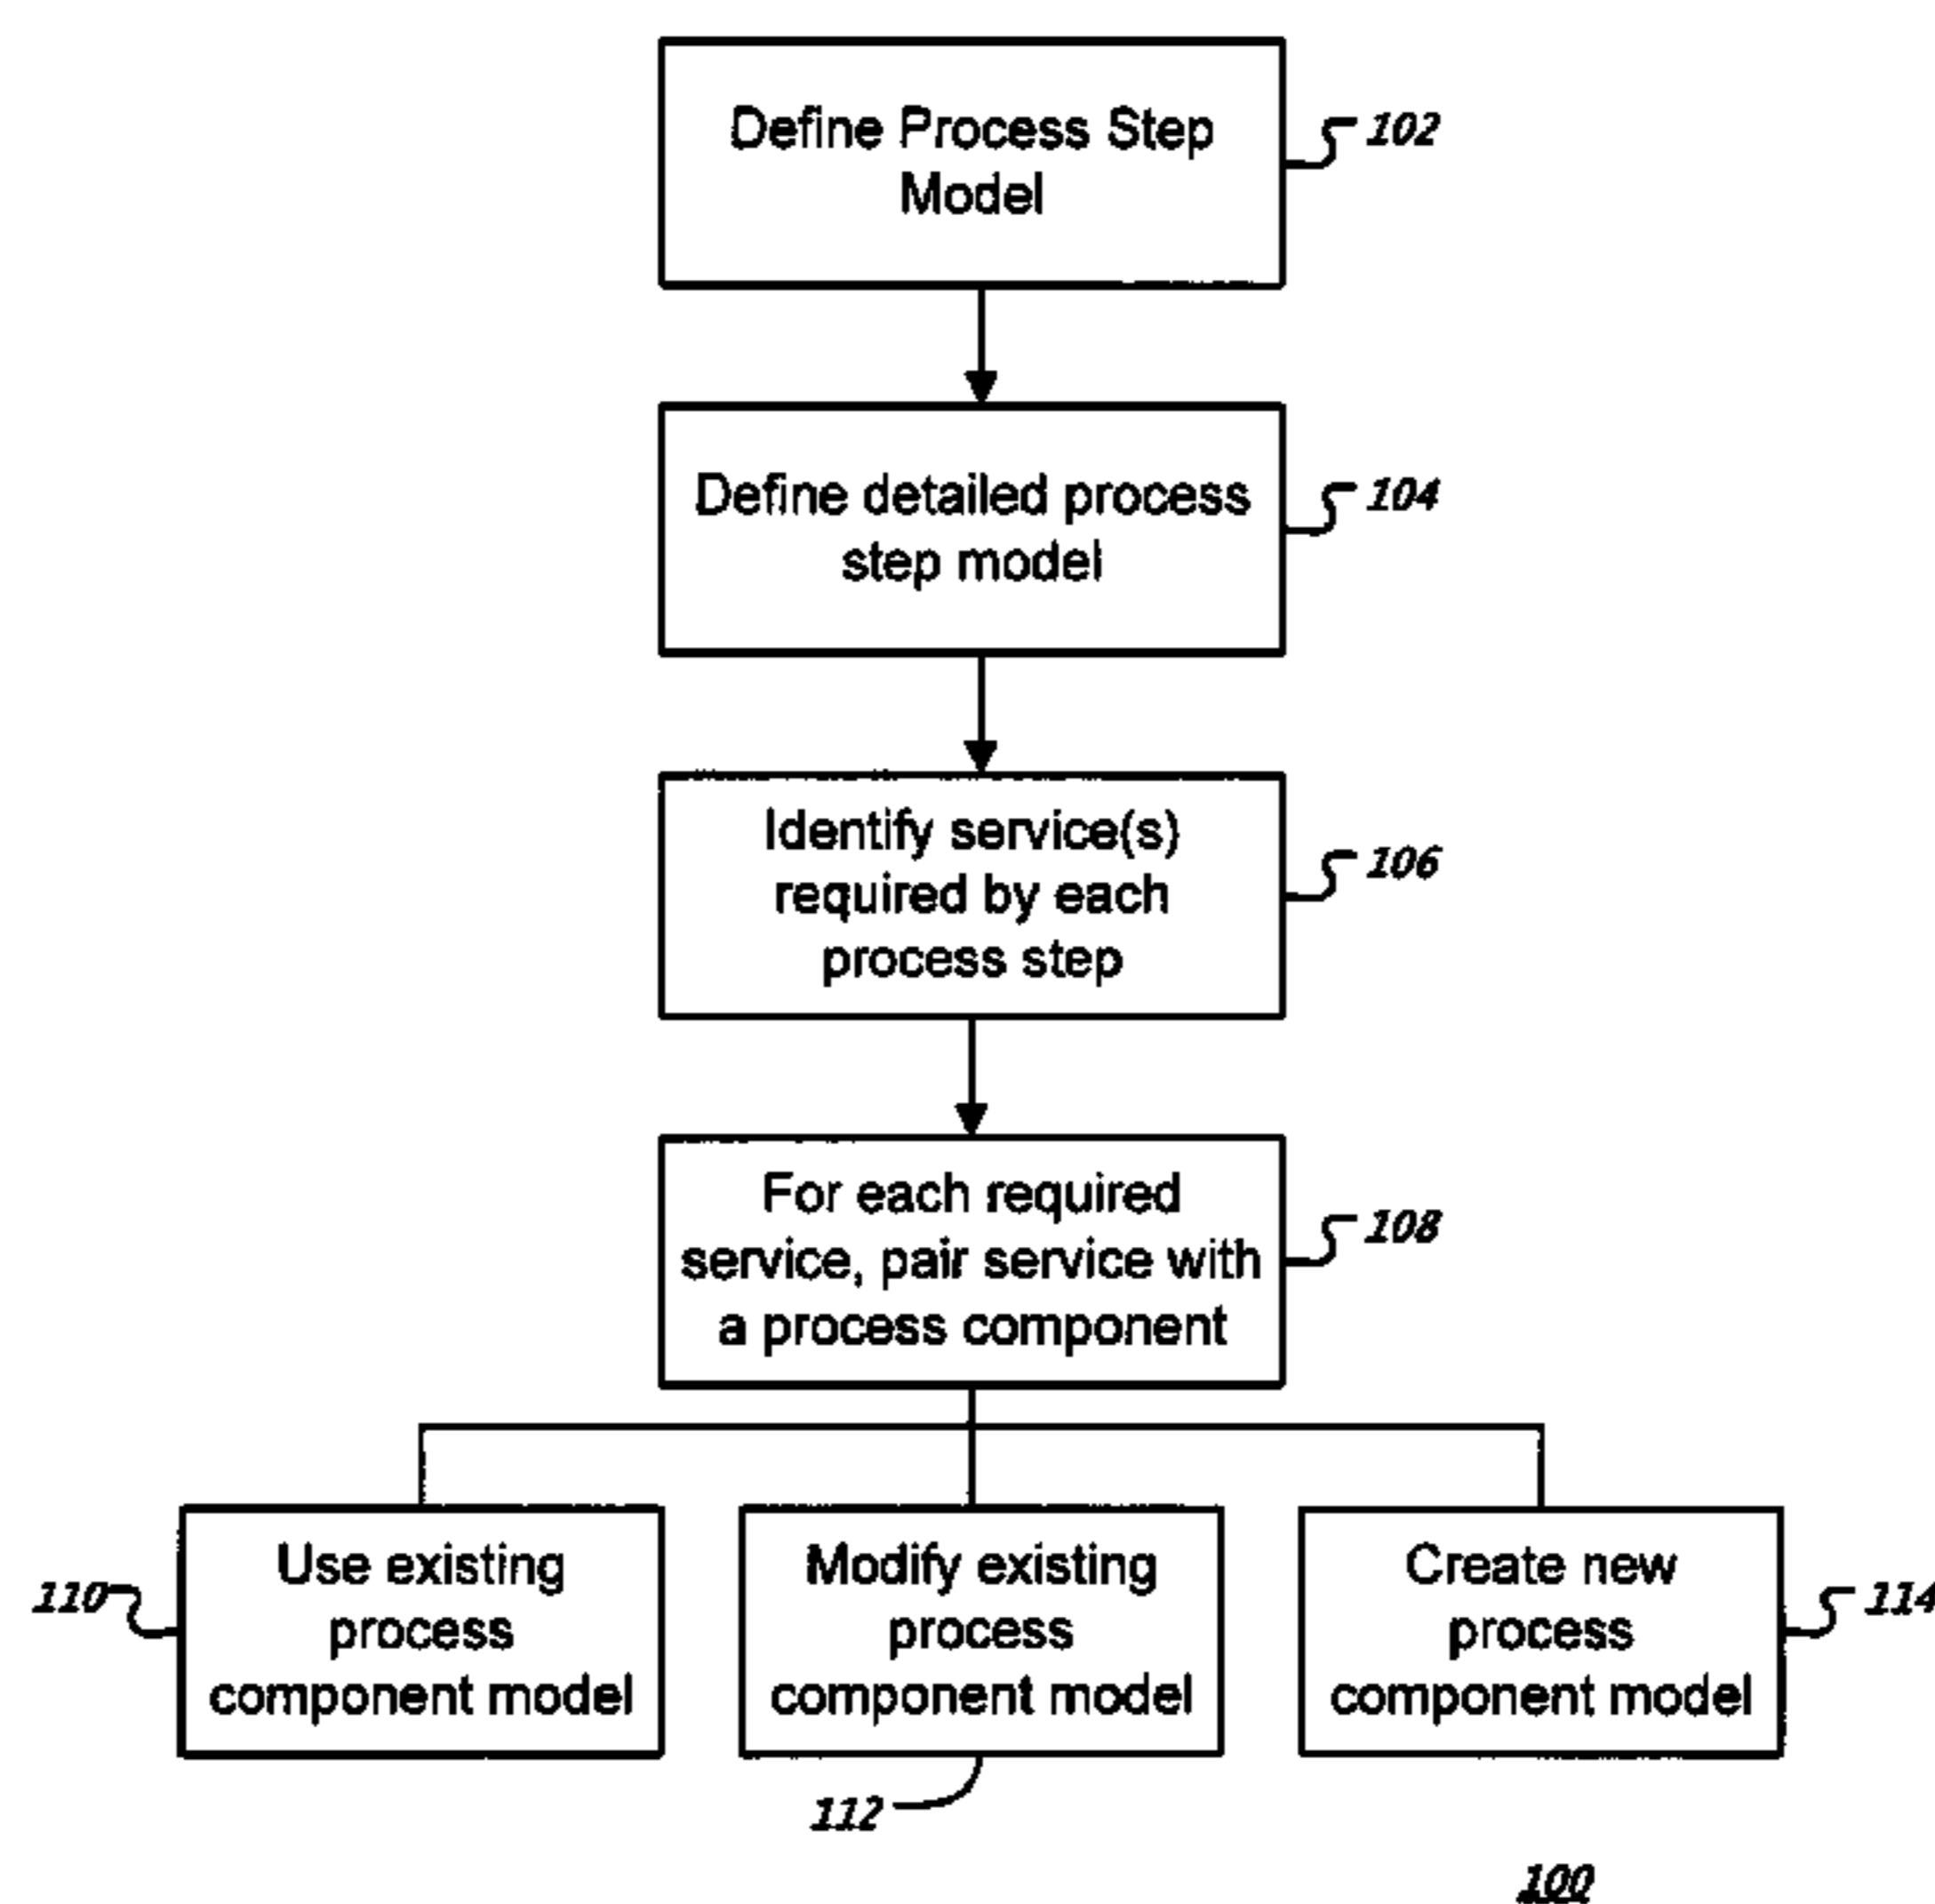 Define Process Step
Model
102
Define detailed process
step model
104
Identify service(s)
required by each
process step
106
For each required
service, pair service with
a process component
108
Use existing
process
component model
110
Modify existing
process
component model
112
Create new
process
component model
114
100